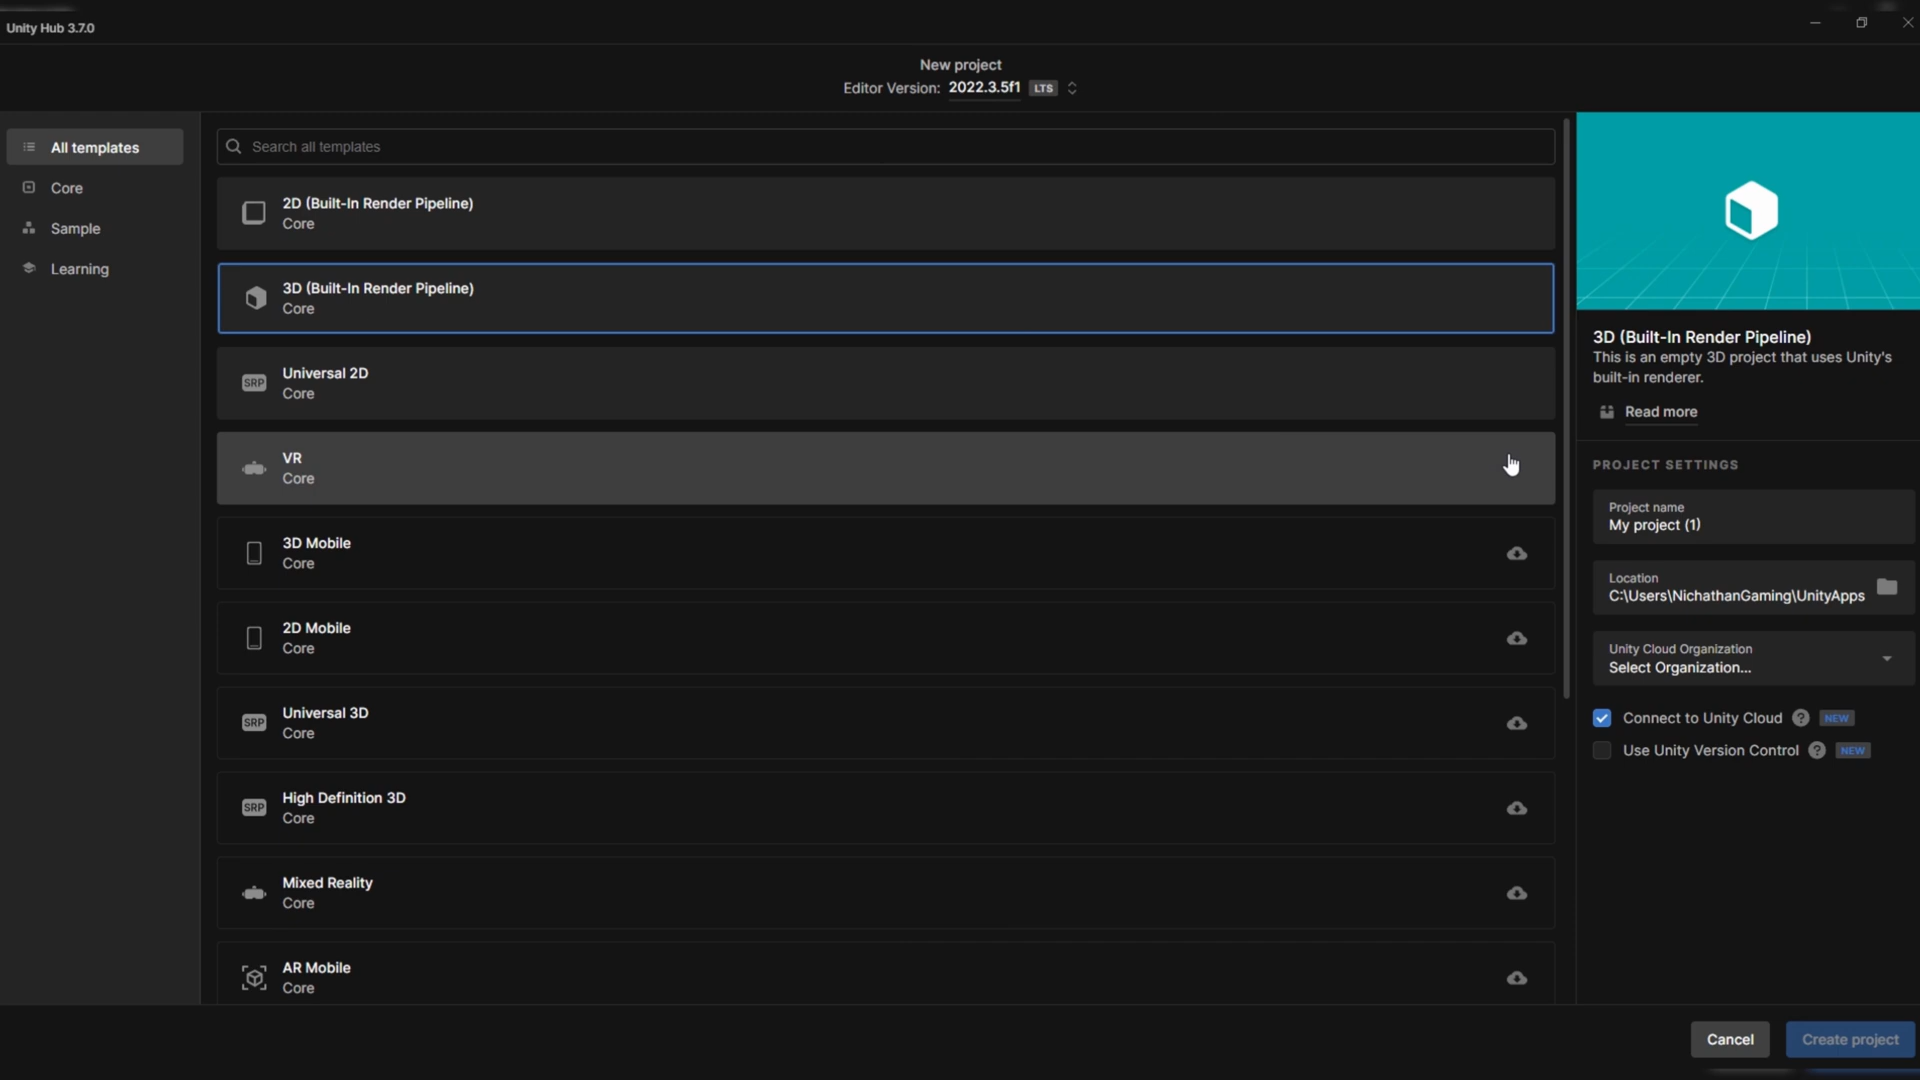 Unity Hub 3.7.0
New project
Editor Version: 2022.3.5f1 LTS
All templates
Core
Sample
Learning
Search all templates
2D (Built-In Render Pipeline)
Core
3D (Built-In Render Pipeline)
Core
SRP
Universal 2D
Core
VR
Core
3D Mobile
Core
2D Mobile
Core
SRP
Universal 3D
Core
SRP
High Definition 3D
Core
Mixed Reality
Core
AR Mobile
Core
3D (Built-In Render Pipeline)
This is an empty 3D project that uses Unity's
built-in renderer.
Read more
PROJECT SETTINGS
Project name
My project (1)
Location
C:\Users\NichathanGaming\UnityApps
Unity Cloud Organization
Select Organization...
Connect to Unity Cloud ? NEW
Use Unity Version Control ? NEW
Cancel
Create project